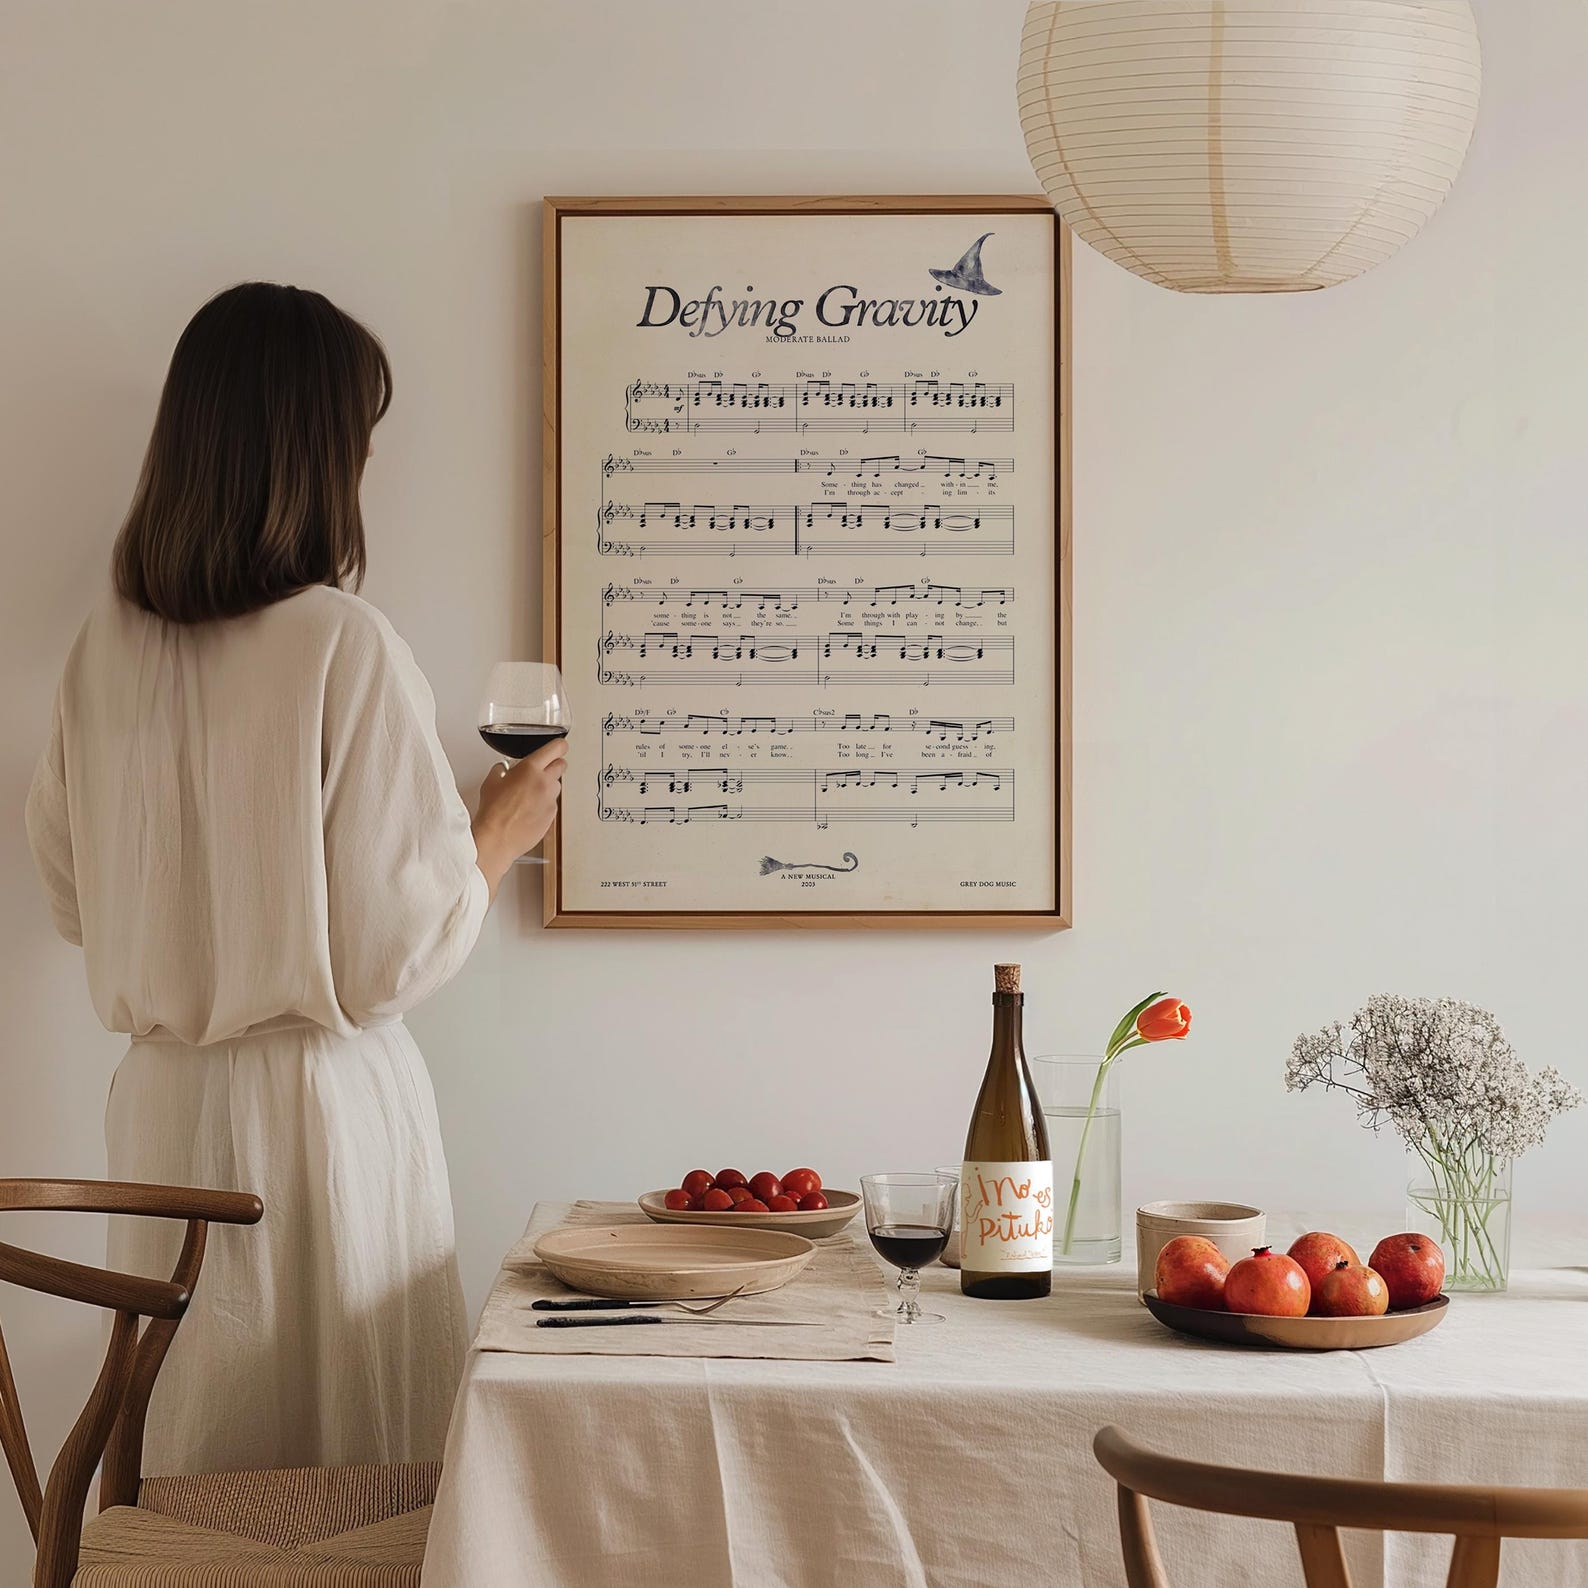 Defying Gravity
MODERATE BALLAD
D♭sus D♭ G♭ D♭sus D♭ G♭ D♭sus D♭ G♭
mf
D♭sus D♭ G♭ D♭sus D♭ G♭
Some - thing has changed with - in me,
I'm through ac - cept - ing lim - its
D♭sus D♭ G♭ D♭sus D♭ G♭
some - thing is not the same. I'm through with play - ing by the
'cause some - one says they're so. Some things I can - not change, but
D♭/F G♭ C♭ C♭sus2 D♭
rules of some - one el - se's game. Too late for se - cond guess - ing,
'til I try, I'll nev - er know. Too long I've been a - fraid of
A NEW MUSICAL
222 WEST 51ST STREET 2003 GREY DOG MUSIC
¡No es
Pituko